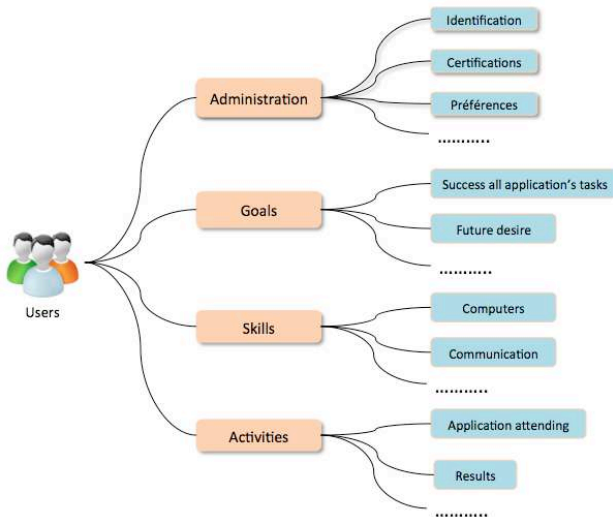 Identification
Certifications
Administration
Préférences
...........
Success all application's tasks
Goals
Future desire
...........
Users
Computers
Skills
Communication
...........
Application attending
Activities
Results
...........